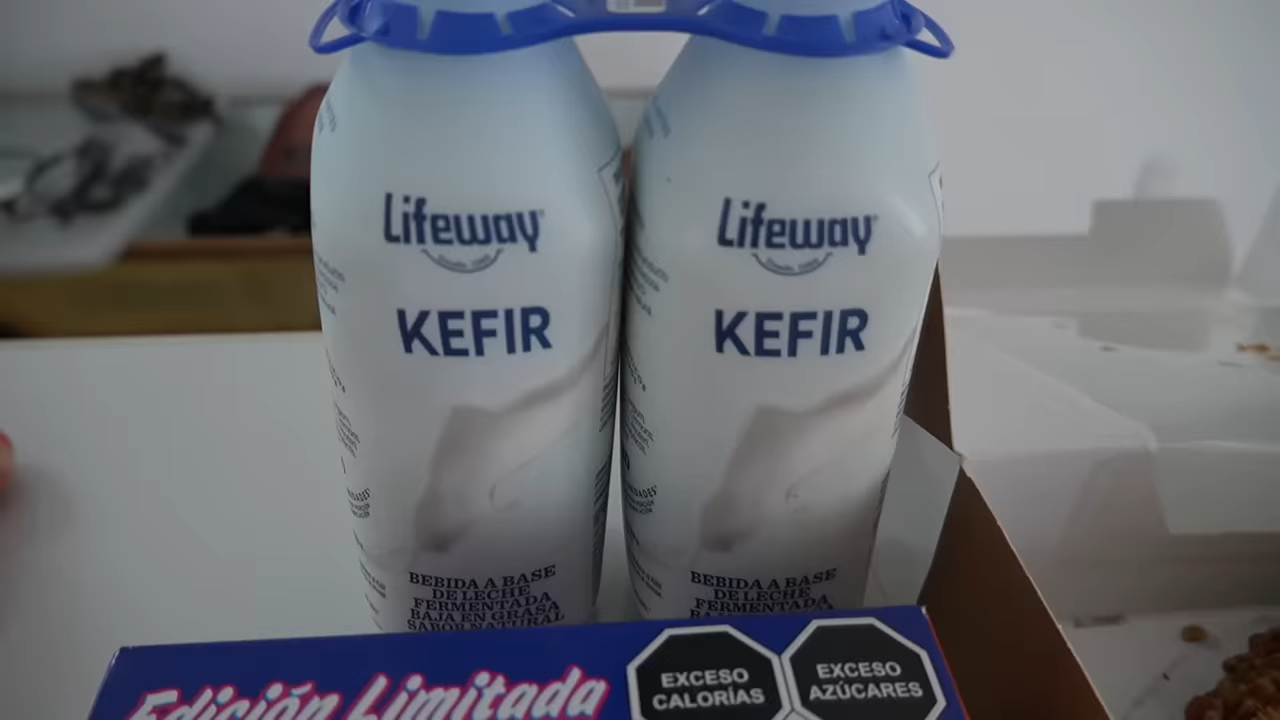 Lifeway
KEFIR
BEBIDA A BASE
DE LECHE
FERMENTADA
BAJA EN GRASA
SABOR NATURAL
Lifeway
KEFIR
BEBIDA A BASE
DE LECHE
FERMENTADA
Edición Limitada
EXCESO
CALORÍAS
EXCESO
AZÚCARES